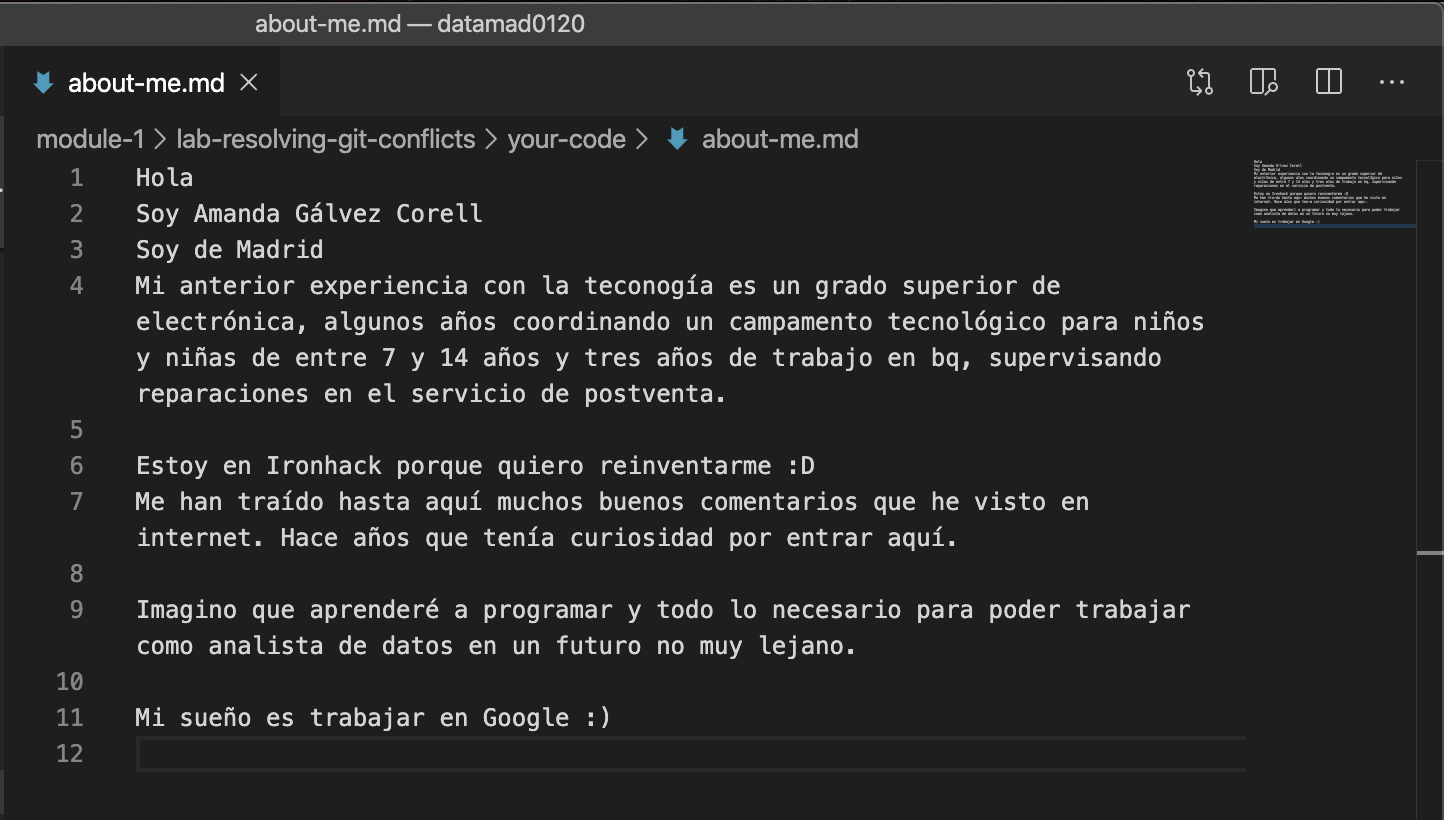 about-me.md — datamad0120
about-me.md
module-1 > lab-resolving-git-conflicts > your-code > about-me.md
1 Hola
2 Soy Amanda Gálvez Corell
3 Soy de Madrid
4 Mi anterior experiencia con la teconogía es un grado superior de
electrónica, algunos años coordinando un campamento tecnológico para niños
y niñas de entre 7 y 14 años y tres años de trabajo en bq, supervisando
reparaciones en el servicio de postventa.
5
6 Estoy en Ironhack porque quiero reinventarme :D
7 Me han traído hasta aquí muchos buenos comentarios que he visto en
internet. Hace años que tenía curiosidad por entrar aquí.
8
9 Imagino que aprenderé a programar y todo lo necesario para poder trabajar
como analista de datos en un futuro no muy lejano.
10
11 Mi sueño es trabajar en Google :)
12